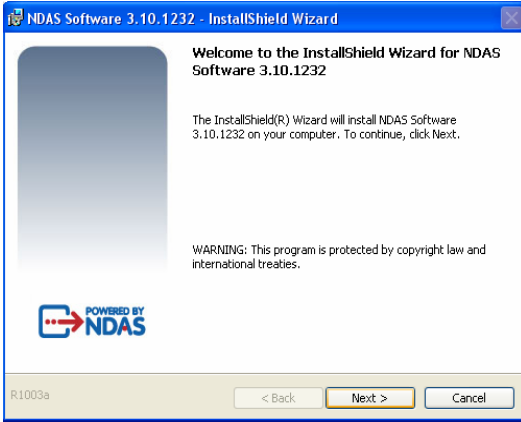 NDAS Software 3.10.1232 - InstallShield Wizard
Welcome to the InstallShield Wizard for NDAS
Software 3.10.1232
The InstallShield(R) Wizard will install NDAS Software
3.10.1232 on your computer. To continue, click Next.
WARNING: This program is protected by copyright law and
international treaties.
POWERED BY
NDAS
R1003a
< Back
Next >
Cancel